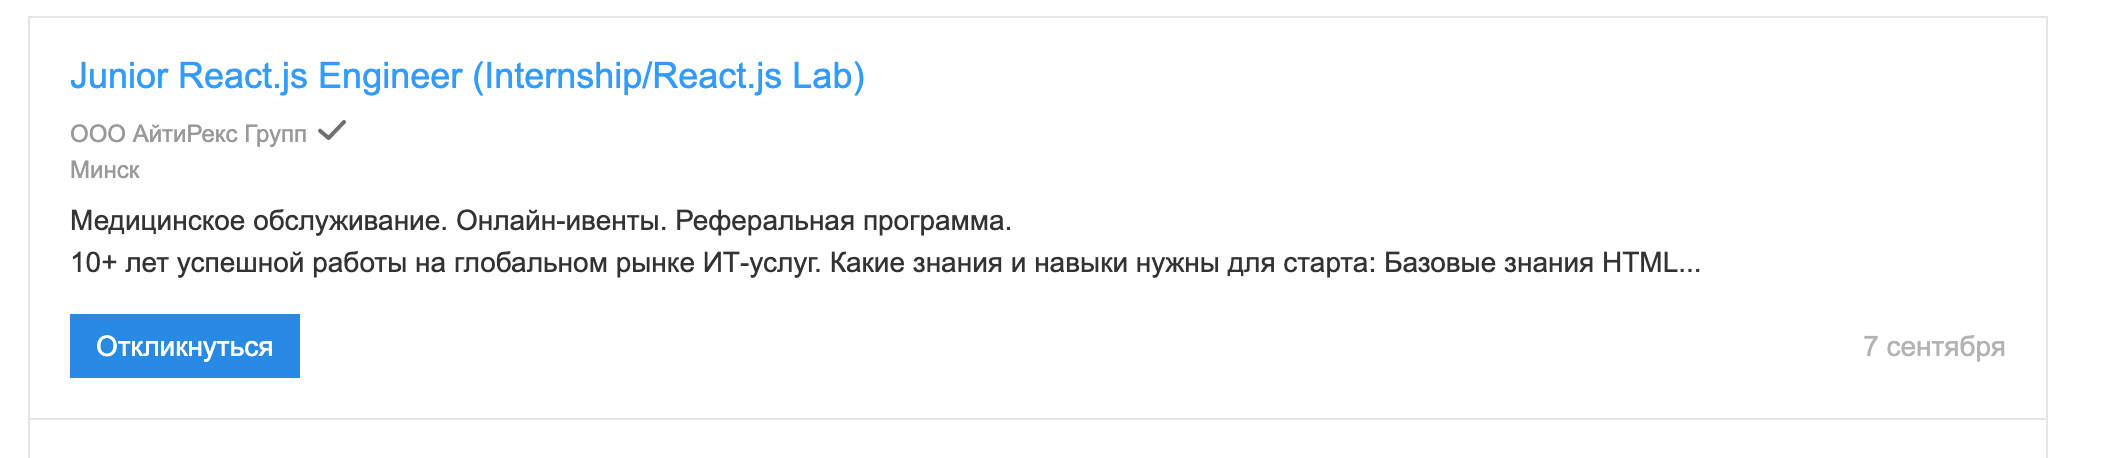 Junior React.js Engineer (Internship/React.js Lab)
ООО АйтиРекс Групп
Минск
Медицинское обслуживание. Онлайн-ивенты. Реферальная программа.
10+ лет успешной работы на глобальном рынке ИТ-услуг. Какие знания и навыки нужны для старта: Базовые знания HTML...
Откликнуться
7 сентября